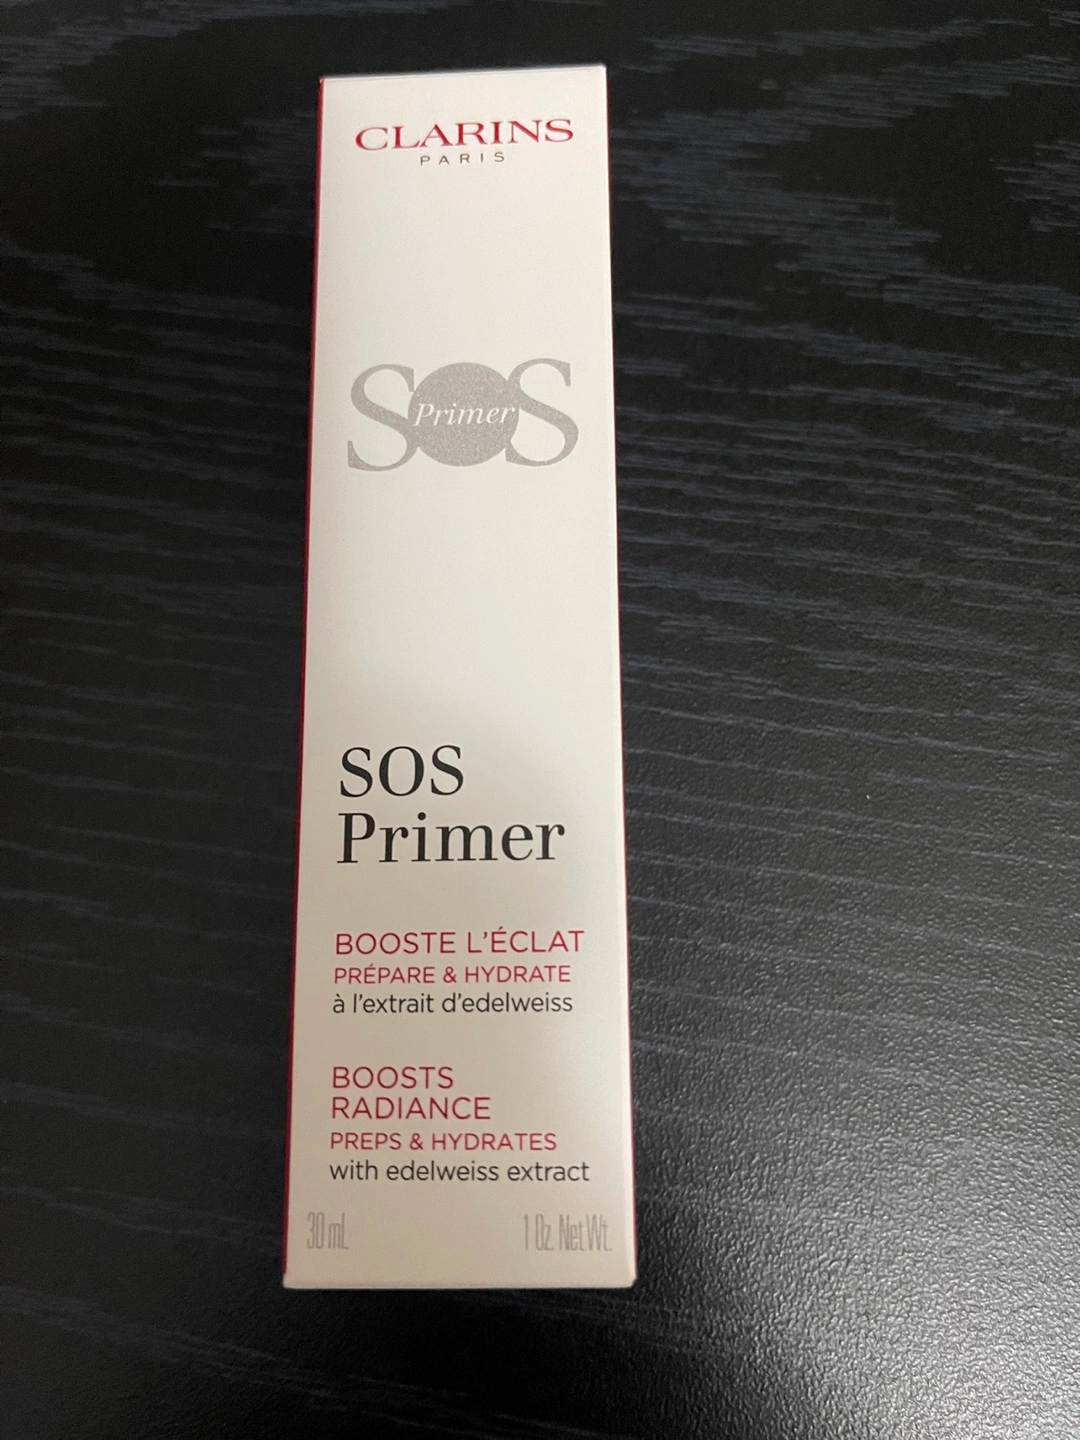 CLARINS
PARIS
SOS
Primer
SOS
Primer
BOOSTE L'ÉCLAT
PRÉPARE & HYDRATE
à l'extrait d'edelweiss
BOOSTS
RADIANCE
PREPS & HYDRATES
with edelweiss extract
30 mL 1 Oz. Net Wt.